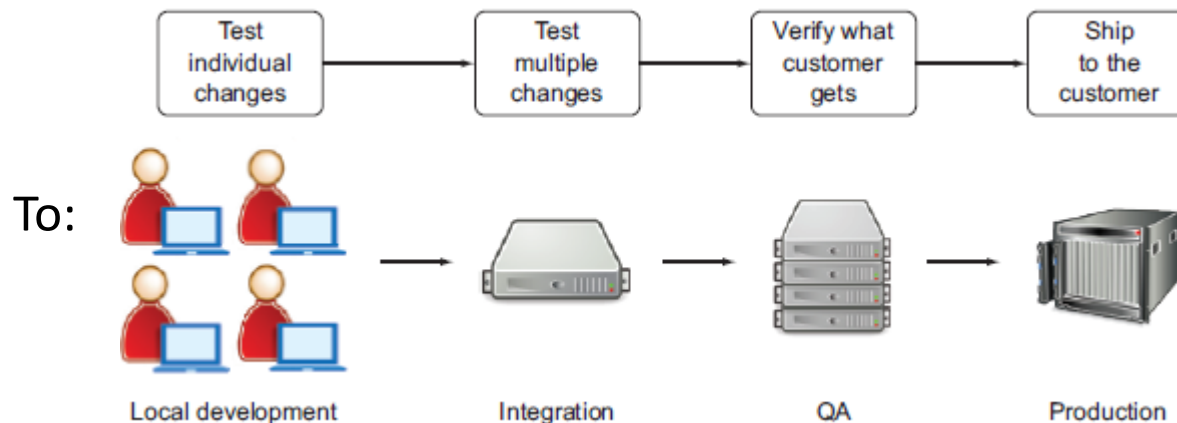 Test
individual
changes
Test
multiple
changes
Verify what
customer
gets
Ship
to the
customer
To:
Local development
Integration
QA
Production